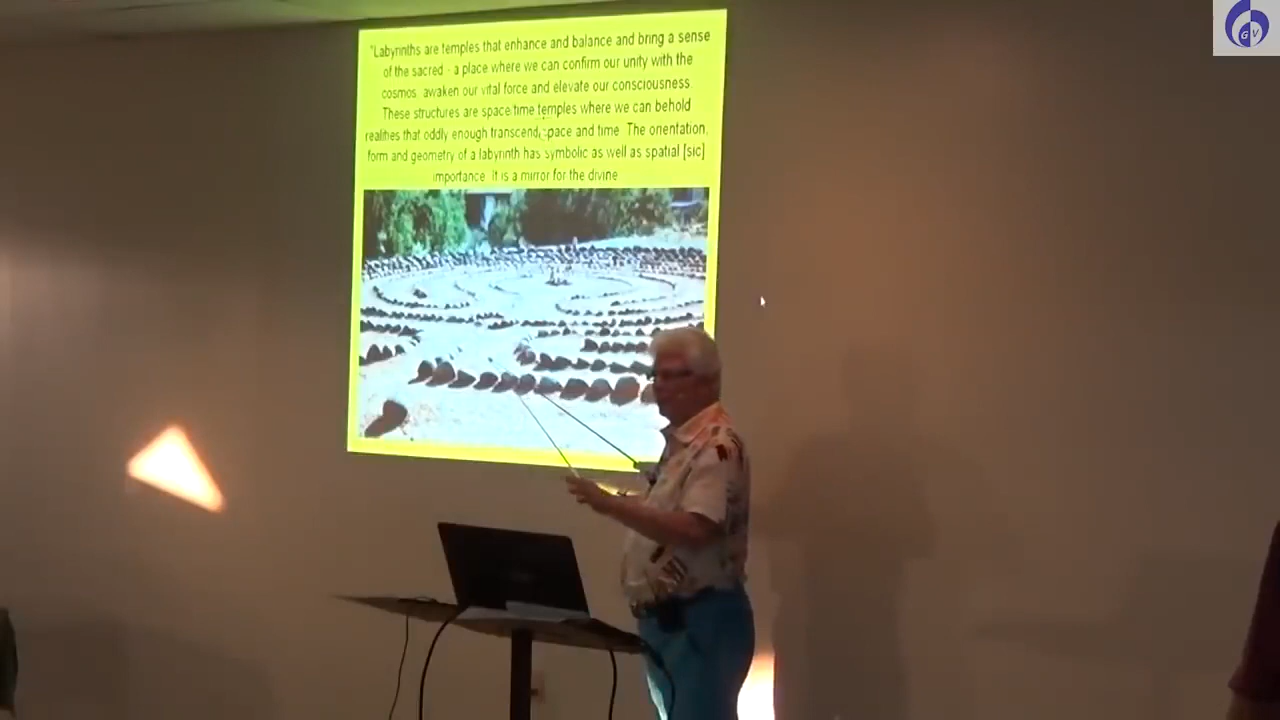 "Labyrinths are temples that enhance and balance and bring a sense
of the sacred - a place where we can confirm our unity with the
cosmos, awaken our vital force and elevate our consciousness.
These structures are space/time temples where we can behold
realities that oddly enough transcend space and time. The orientation,
form and geometry of a labyrinth has symbolic as well as spatial [sic]
importance. It is a mirror for the divine
G V